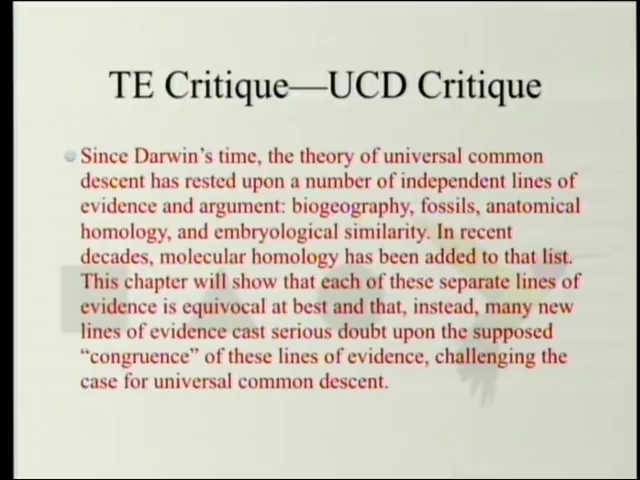 TE Critique—UCD Critique
Since Darwin's time, the theory of universal common
descent has rested upon a number of independent lines of
evidence and argument: biogeography, fossils, anatomical
homology, and embryological similarity. In recent
decades, molecular homology has been added to that list.
This chapter will show that each of these separate lines of
evidence is equivocal at best and that, instead, many new
lines of evidence cast serious doubt upon the supposed
“congruence” of these lines of evidence, challenging the
case for universal common descent.